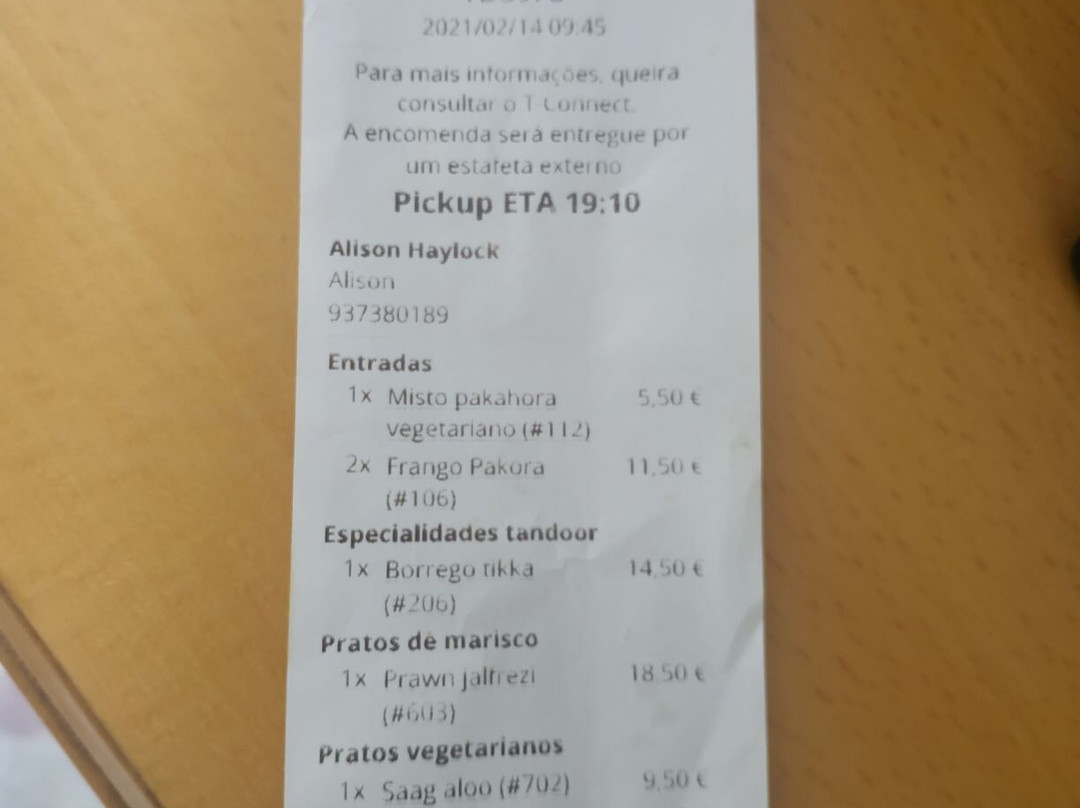 2021/02/14 09:45
Para mais informações, queira
consultar o T-Connect.
A encomenda será entregue por
um estafeta externo
Pickup ETA 19:10
Alison Haylock
Alison
937380189
Entradas
1x Misto pakahora 5,50 €
vegetariano (#112)
2x Frango Pakora 11,50 €
(#106)
Especialidades tandoor
1x Borrego tikka 14,50 €
(#206)
Pratos de marisco
1x Prawn jalfrezi 18,50 €
(#603)
Pratos vegetarianos
1x Saag aloo (#702) 9,50 €